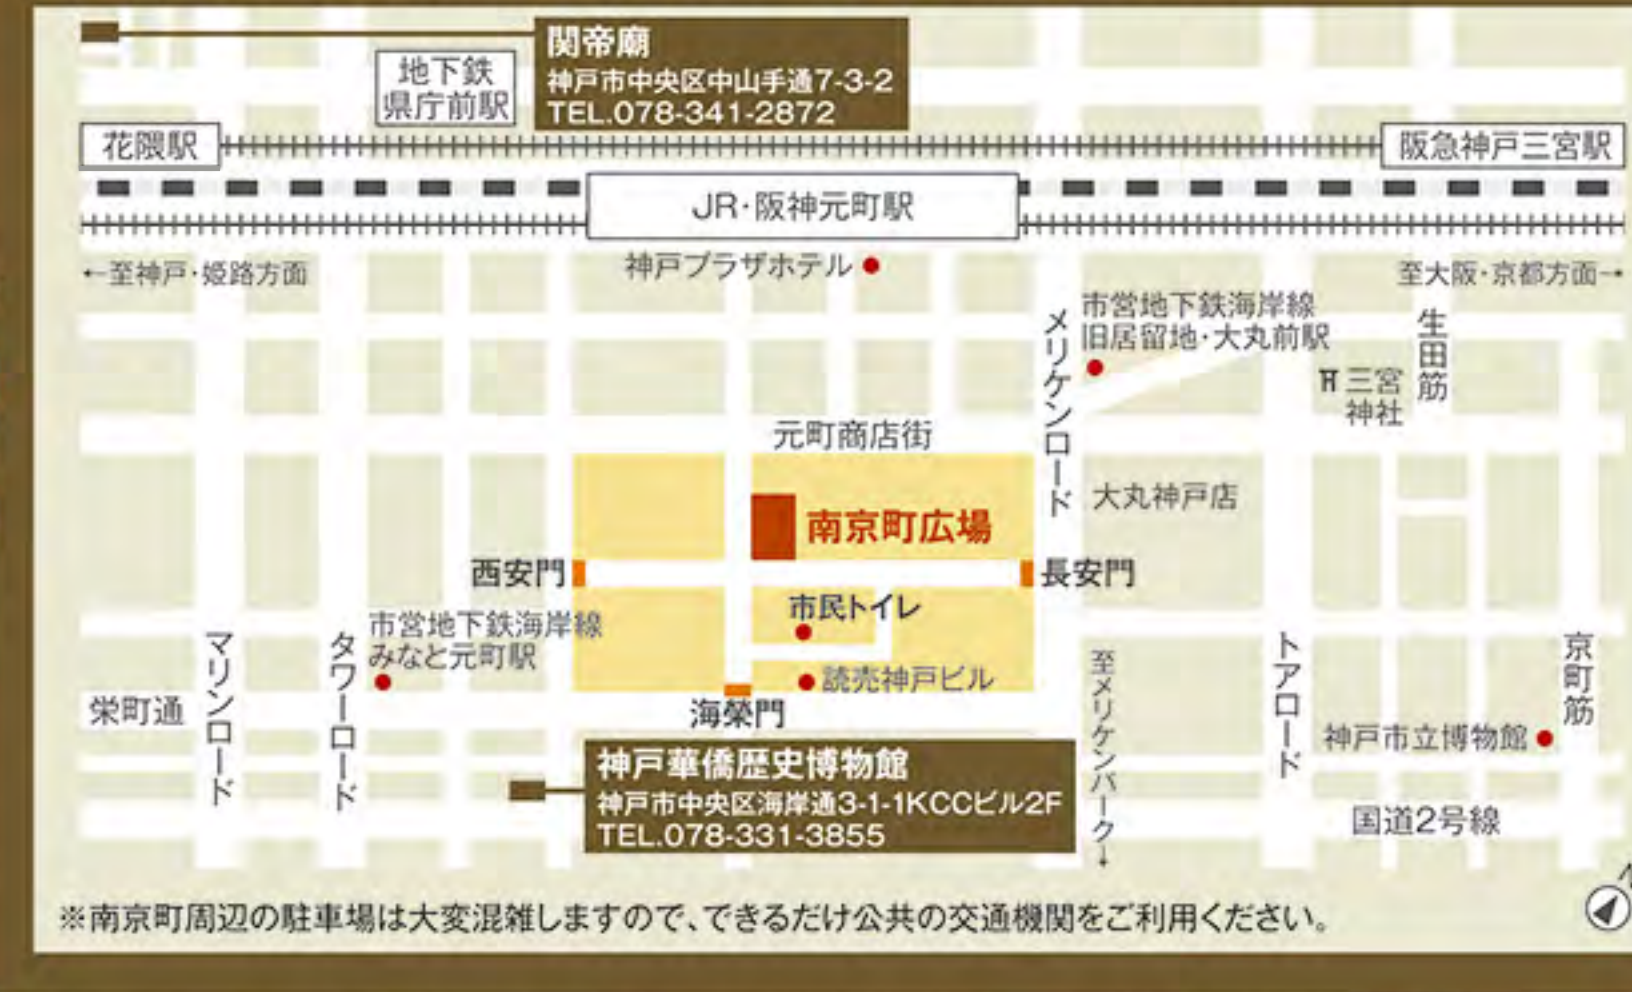 関帝廟
神戸市中央区中山手通7-3-2
TEL.078-341-2872
地下鉄
県庁前駅
花隈駅
阪急神戸三宮駅
JR・阪神元町駅
←至神戸・姫路方面
神戸プラザホテル
至大阪・京都方面→
市営地下鉄海岸線
旧居留地・大丸前駅
メリケンロード
生田筋
三宮
神社
元町商店街
大丸神戸店
南京町広場
西安門
長安門
市民トイレ
市営地下鉄海岸線
みなと元町駅
読売神戸ビル
海榮門
栄町通
マリンロード
タワーロード
至メリケンパーク→
トアロード
京町筋
神戸市立博物館
神戸華僑歴史博物館
神戸市中央区海岸通3-1-1KCCビル2F
TEL.078-331-3855
国道2号線
※南京町周辺の駐車場は大変混雑しますので、できるだけ公共の交通機関をご利用ください。